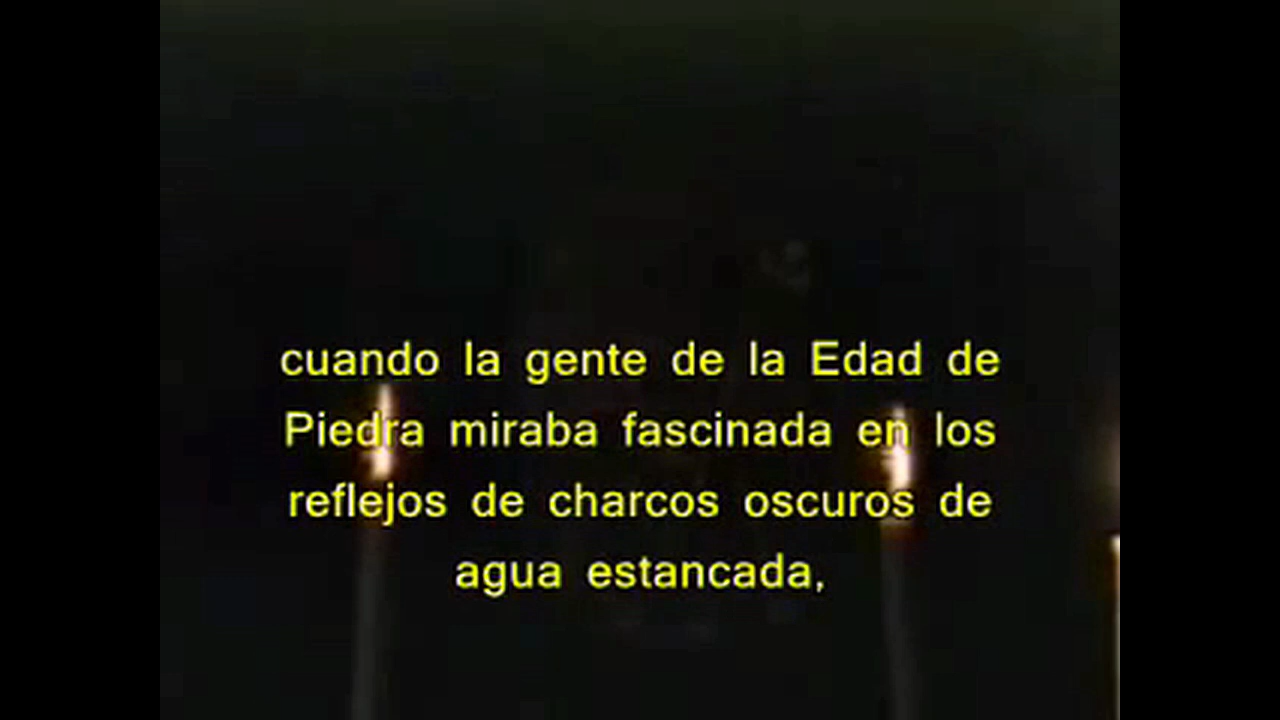 cuando la gente de la Edad de
Piedra miraba fascinada en los
reflejos de charcos oscuros de
agua estancada,